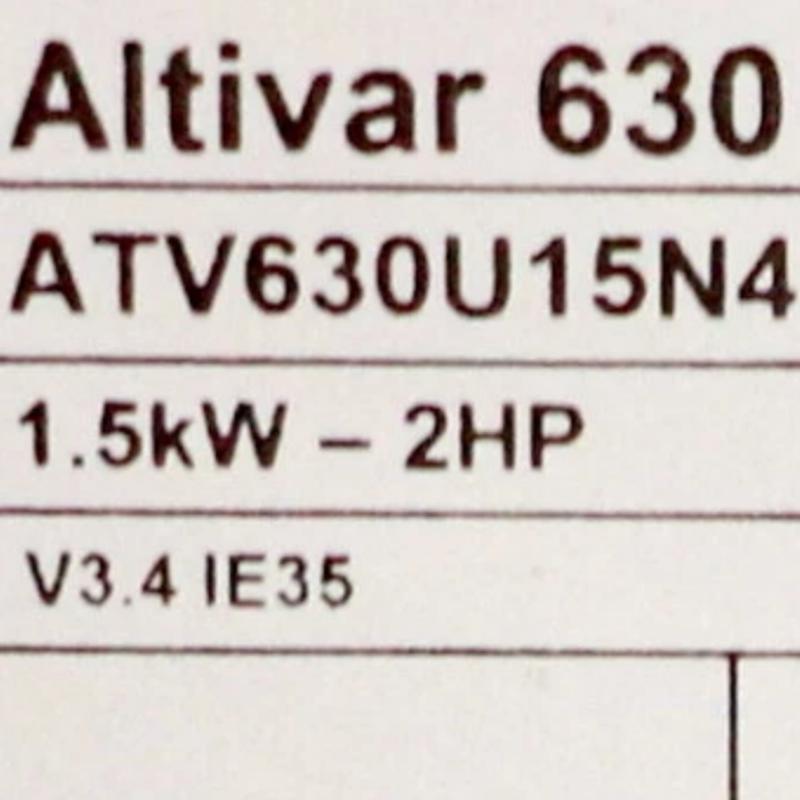 Altivar 630
ATV630U15N4
1.5kW – 2HP
V3.4 IE35